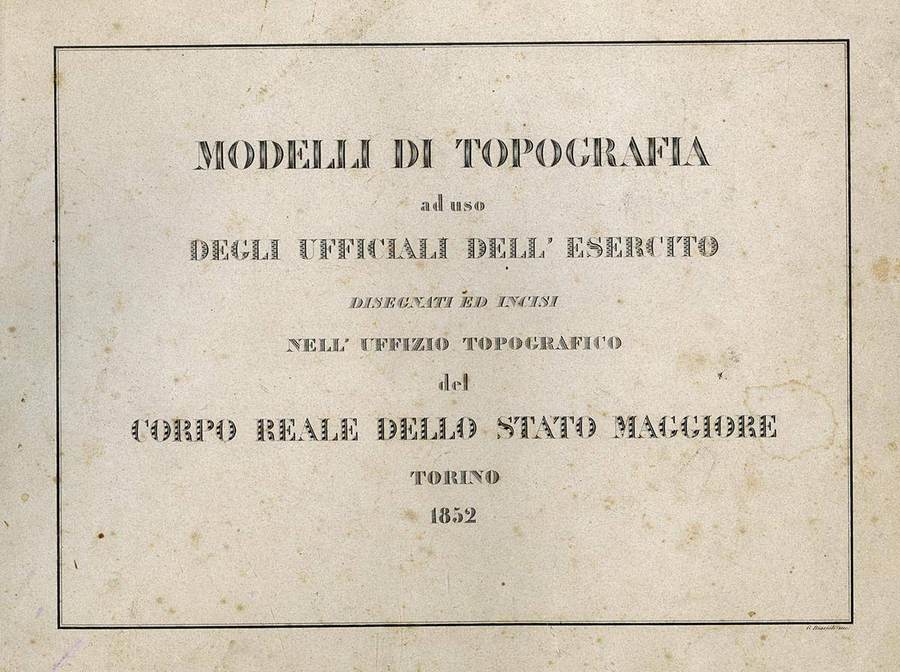 MODELLI DI TOPOGRAFIA
ad uso
DEGLI UFFICIALI DELL' ESERCITO
DISEGNATI ED INCISI
NELL' UFFIZIO TOPOGRAFICO
del
CORPO REALE DELLO STATO MAGGIORE
TORINO
1852